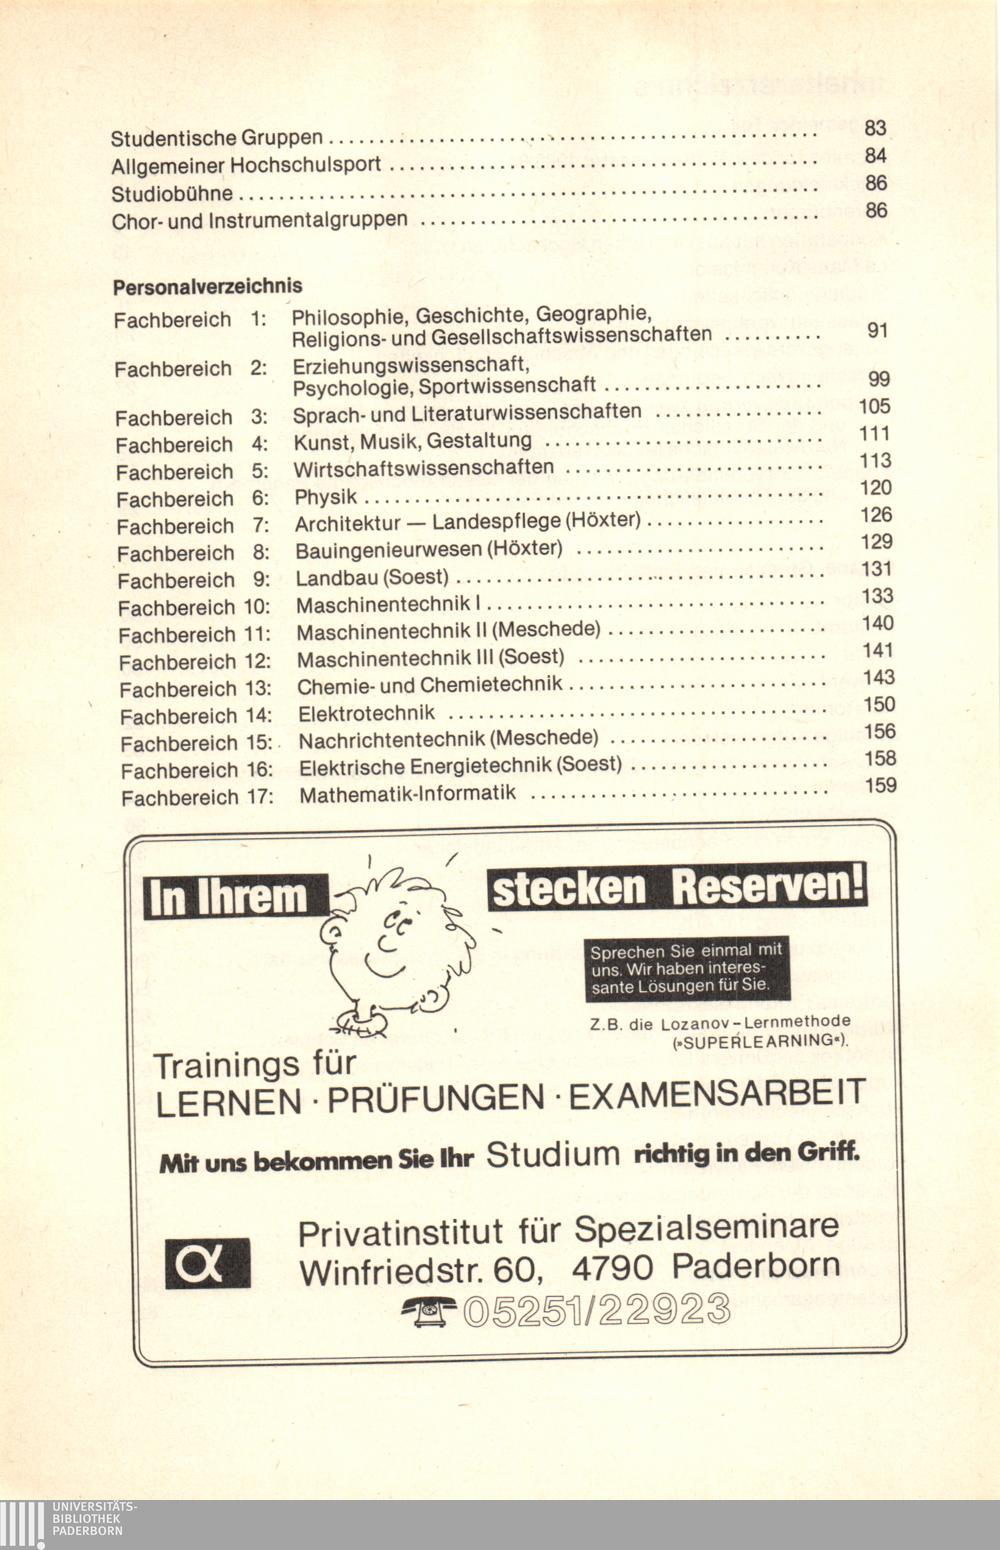 Studentische Gruppen ................................................ 83
Allgemeiner Hochschulsport .......................................... 84
Studiobühne ......................................................... 86
Chor- und Instrumentalgruppen ....................................... 86
Personalverzeichnis
Fachbereich 1: Philosophie, Geschichte, Geographie,
Religions- und Gesellschaftswissenschaften .......... 91
Fachbereich 2: Erziehungswissenschaft,
Psychologie, Sportwissenschaft ...................... 99
Fachbereich 3: Sprach- und Literaturwissenschaften ................. 105
Fachbereich 4: Kunst, Musik, Gestaltung ............................ 111
Fachbereich 5: Wirtschaftswissenschaften .......................... 113
Fachbereich 6: Physik .............................................. 120
Fachbereich 7: Architektur — Landespflege (Höxter) .................. 126
Fachbereich 8: Bauingenieurwesen (Höxter) ......................... 129
Fachbereich 9: Landbau (Soest) ..................................... 131
Fachbereich 10: Maschinentechnik I .................................. 133
Fachbereich 11: Maschinentechnik II (Meschede) ...................... 140
Fachbereich 12: Maschinentechnik III (Soest) ......................... 141
Fachbereich 13: Chemie- und Chemietechnik .......................... 143
Fachbereich 14: Elektrotechnik ...................................... 150
Fachbereich 15: Nachrichtentechnik (Meschede) ...................... 156
Fachbereich 16: Elektrische Energietechnik (Soest) .................... 158
Fachbereich 17: Mathematik-Informatik .............................. 159
In Ihrem stecken Reserven!
Sprechen Sie einmal mit
uns. Wir haben interes-
sante Lösungen für Sie.
Z.B. die Lozanov–Lernmethode
(»SUPERLEARNING«).
Trainings für
LERNEN · PRÜFUNGEN · EXAMENSARBEIT
Mit uns bekommen Sie Ihr Studium richtig in den Griff.
α
Privatinstitut für Spezialseminare
Winfriedstr. 60, 4790 Paderborn
☎ 05251/22923
UNIVERSITÄTS-
BIBLIOTHEK
PADERBORN